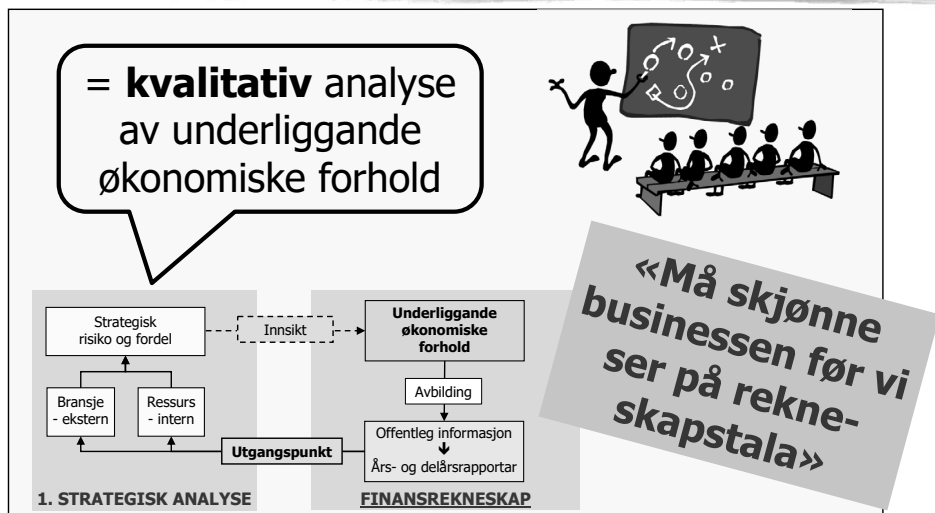 = kvalitativ analyse
av underliggande
økonomiske forhold
«Må skjønne
businessen før vi
ser på rekne-
skapstala»
Strategisk
risiko og fordel
Innsikt
Underliggande
økonomiske
forhold
Bransje
- ekstern
Ressurs
- intern
Avbilding
Utgangspunkt
Offentleg informasjon
Års- og delårsrapportar
1. STRATEGISK ANALYSE
FINANSREKNESKAP